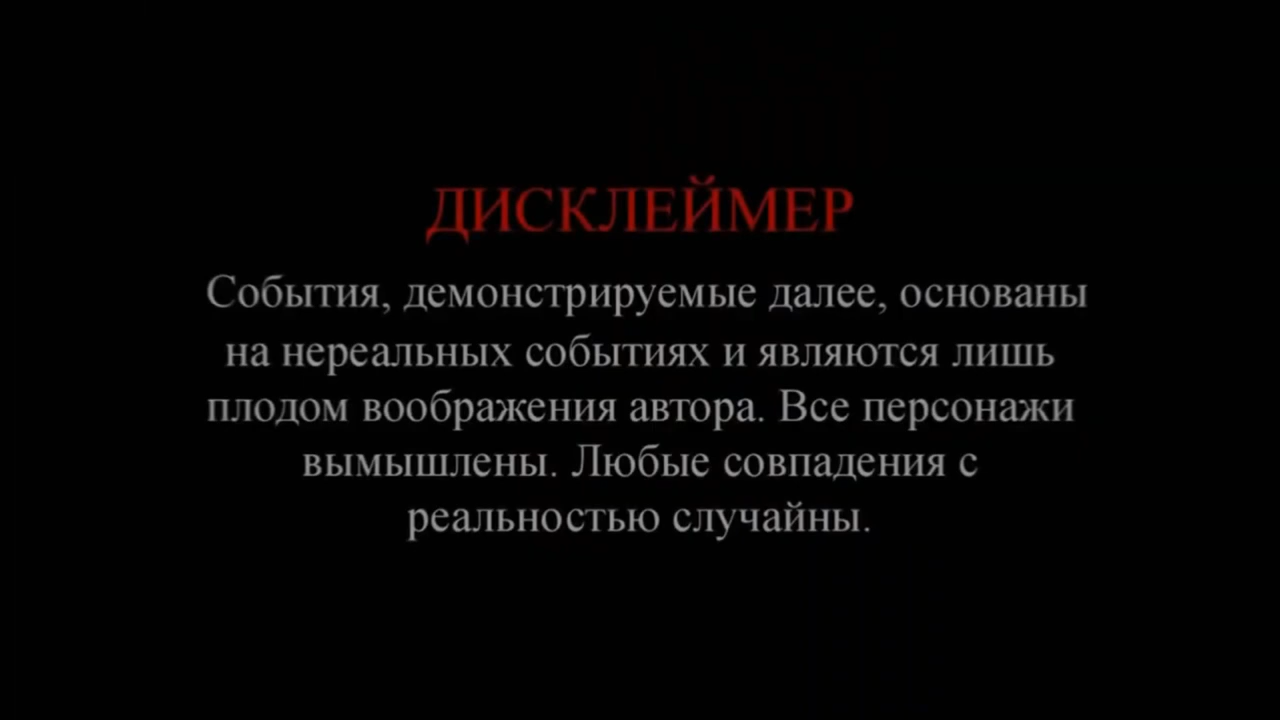 ДИСКЛЕЙМЕР
События, демонстрируемые далее, основаны
на нереальных событиях и являются лишь
плодом воображения автора. Все персонажи
вымышлены. Любые совпадения с
реальностью случайны.